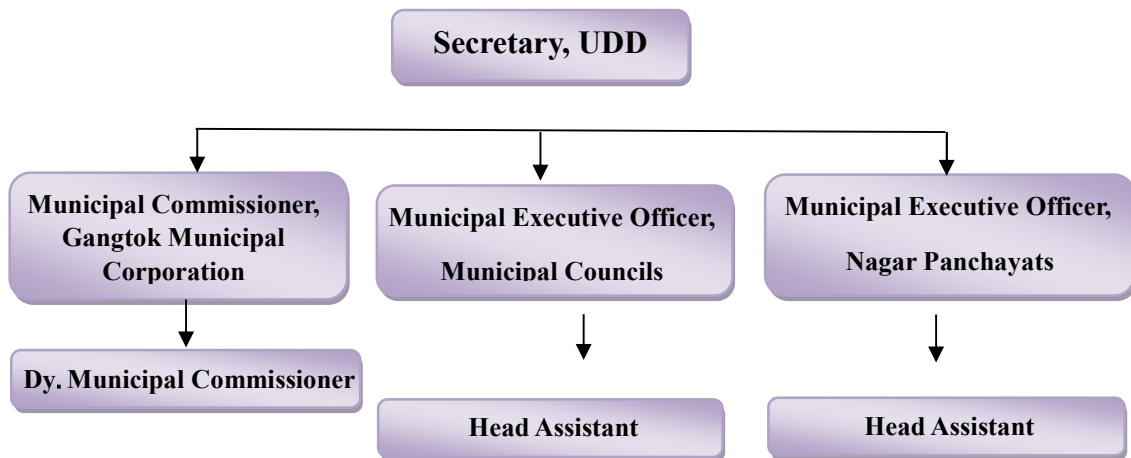 Secretary, UDD
Municipal Commissioner,
Gangtok Municipal
Corporation
Municipal Executive Officer,
Municipal Councils
Municipal Executive Officer,
Nagar Panchayats
Dy. Municipal Commissioner
Head Assistant
Head Assistant